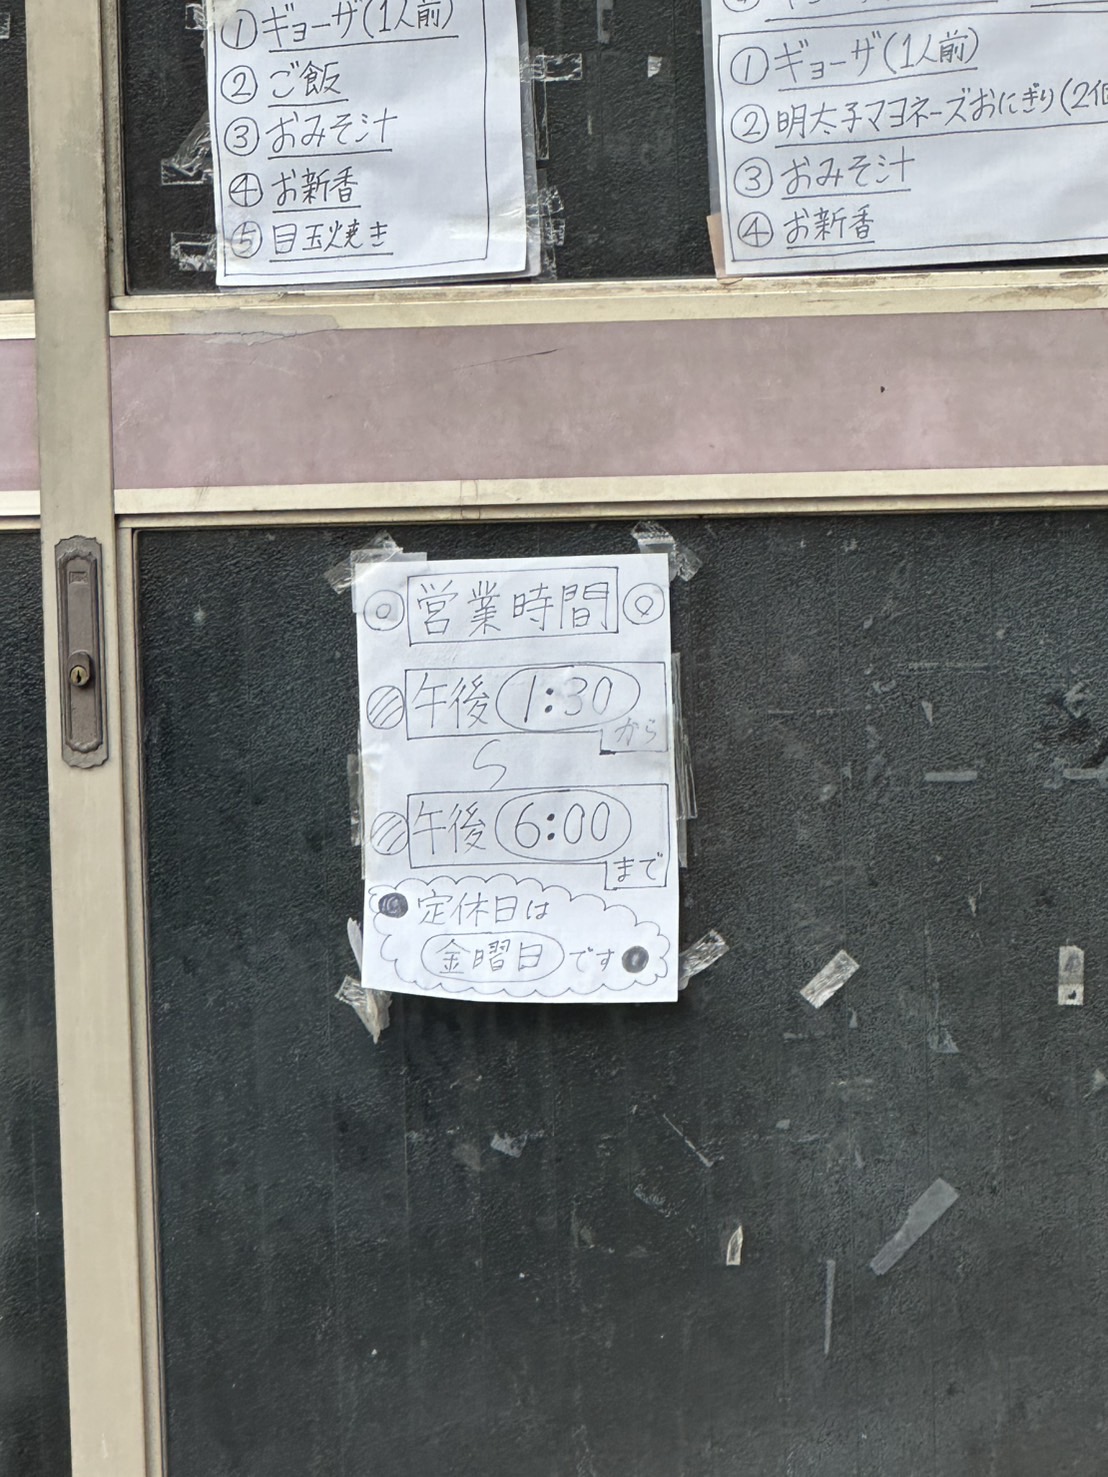 ①ギョーザ(1人前)
②ご飯
③おみそ汁
④お新香
⑤目玉焼き
①ギョーザ(1人前)
②明太子マヨネーズおにぎり(2
③おみそ汁
④お新香
◎営業時間◎
午後1:30
から
午後6:00
まで
定休日は
金曜日です